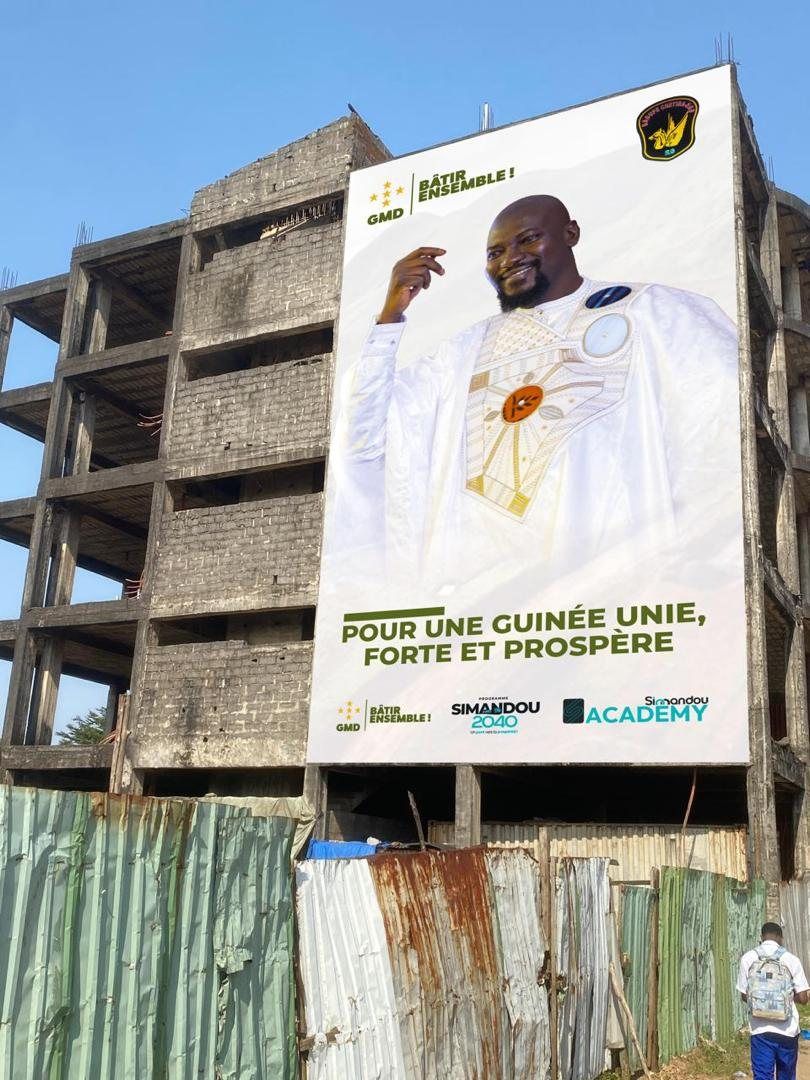 GMD
BÂTIR
ENSEMBLE !
POUR UNE GUINÉE UNIE,
FORTE ET PROSPÈRE
GMD
BÂTIR
ENSEMBLE !
PROGRAMME
SIMANDOU
2040
Simandou
ACADEMY